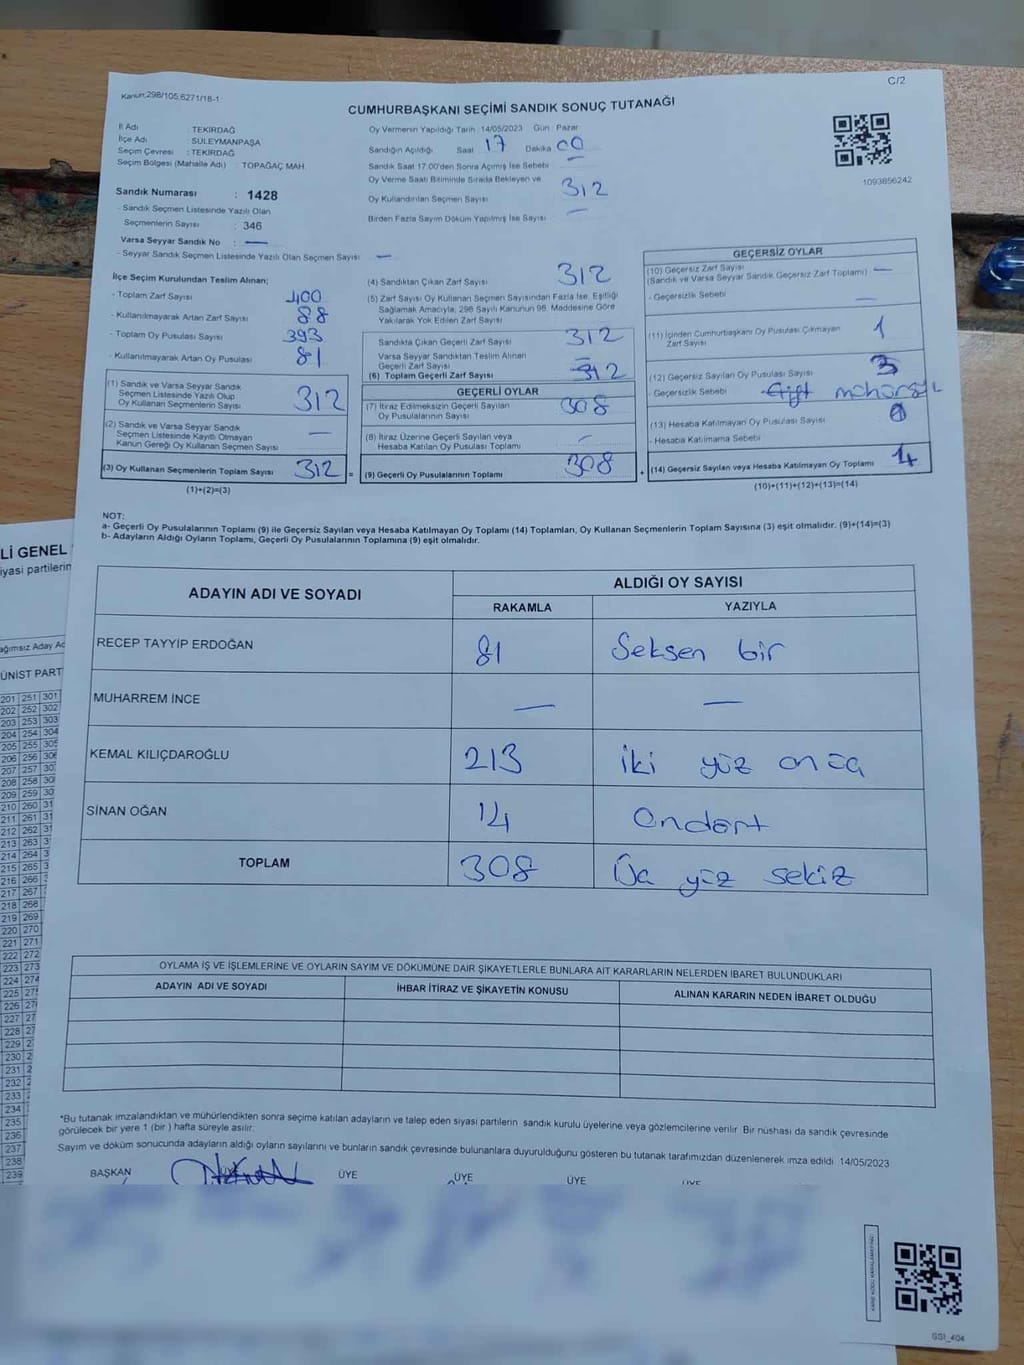 C/2
Kanun:298/105,6271/18-1
CUMHURBAŞKANI SEÇİMİ SANDIK SONUÇ TUTANAĞI
İl Adı : TEKİRDAĞ
İlçe Adı : SÜLEYMANPAŞA
Seçim Çevresi : TEKİRDAĞ
Seçim Bölgesi (Mahalle Adı) : TOPAĞAÇ MAH.
Sandık Numarası : 1428
- Sandık Seçmen Listesinde Yazılı Olan
Seçmenlerin Sayısı : 346
Varsa Seyyar Sandık No : —
- Seyyar Sandık Seçmen Listesinde Yazılı Olan Seçmen Sayısı : —
Oy Vermenin Yapıldığı Tarih 14/05/2023 Gün Pazar
Sandığın Açıldığı Saat 17 Dakika 00
Sandık Saat 17:00'den Sonra Açılmış İse Sebebi —
Oy Verme Saati Bitiminde Sırada Bekleyen ve
Oy Kullandırılan Seçmen Sayısı 312
Birden Fazla Sayım Döküm Yapılmış İse Sayısı —
1093856242
İlçe Seçim Kurulundan Teslim Alınan;
- Toplam Zarf Sayısı 400
- Kullanılmayarak Artan Zarf Sayısı 88
- Toplam Oy Pusulası Sayısı 393
- Kullanılmayarak Artan Oy Pusulası 81
(1) Sandık ve Varsa Seyyar Sandık
Seçmen Listesinde Yazılı Olup
Oy Kullanan Seçmenlerin Sayısı 312
(2) Sandık ve Varsa Seyyar Sandık
Seçmen Listesinde Kayıtlı Olmayan
Kanun Gereği Oy Kullanan Seçmen Sayısı —
(3) Oy Kullanan Seçmenlerin Toplam Sayısı 312 =
(1)+(2)=(3)
(4) Sandıktan Çıkan Zarf Sayısı 312
(5) Zarf Sayısı Oy Kullanan Seçmen Sayısından Fazla İse, Eşitliği
Sağlamak Amacıyla, 298 Sayılı Kanunun 98. Maddesine Göre
Yakılarak Yok Edilen Zarf Sayısı
Sandıkta Çıkan Geçerli Zarf Sayısı 312
Varsa Seyyar Sandıktan Teslim Alınan
Geçerli Zarf Sayısı —
(6) Toplam Geçerli Zarf Sayısı 312
GEÇERLİ OYLAR
(7) İtiraz Edilmeksizin Geçerli Sayılan
Oy Pusulalarının Sayısı 308
(8) İtiraz Üzerine Geçerli Sayılan veya
Hesaba Katılan Oy Pusulası Toplamı —
(9) Geçerli Oy Pusulalarının Toplamı 308 +
GEÇERSİZ OYLAR
(10) Geçersiz Zarf Sayısı —
(Sandık ve Varsa Seyyar Sandık Geçersiz Zarf Toplamı)
- Geçersizlik Sebebi —
(11) İçinden Cumhurbaşkanı Oy Pusulası Çıkmayan
Zarf Sayısı 1
(12) Geçersiz Sayılan Oy Pusulası Sayısı 3
- Geçersizlik Sebebi Çift mühürsüz
(13) Hesaba Katılmayan Oy Pusulası Sayısı 0
- Hesaba Katılmama Sebebi
(14) Geçersiz Sayılan veya Hesaba Katılmayan Oy Toplamı 4
(10)+(11)+(12)+(13)=(14)
NOT:
a- Geçerli Oy Pusulalarının Toplamı (9) ile Geçersiz Sayılan veya Hesaba Katılmayan Oy Toplamı (14) Toplamları, Oy Kullanan Seçmenlerin Toplam Sayısına (3) eşit olmalıdır. (9)+(14)=(3)
b- Adayların Aldığı Oyların Toplamı, Geçerli Oy Pusulalarının Toplamına (9) eşit olmalıdır.
ADAYIN ADI VE SOYADI ALDIĞI OY SAYISI
RAKAMLA YAZIYLA
RECEP TAYYİP ERDOĞAN 81 Seksen bir
MUHARREM İNCE — —
KEMAL KILIÇDAROĞLU 213 iki yüz onüç
SİNAN OĞAN 14 Ondört
TOPLAM 308 Üç yüz sekiz
OYLAMA İŞ VE İŞLEMLERİNE VE OYLARIN SAYIM VE DÖKÜMÜNE DAİR ŞİKAYETLERLE BUNLARA AİT KARARLARIN NELERDEN İBARET BULUNDUKLARI
ADAYIN ADI VE SOYADI İHBAR İTİRAZ VE ŞİKAYETİN KONUSU ALINAN KARARIN NEDEN İBARET OLDUĞU
*Bu tutanak imzalandıktan ve mühürlendikten sonra seçime katılan adayların ve talep eden siyasi partilerin sandık kurulu üyelerine veya gözlemcilerine verilir. Bir nüshası da sandık çevresinde
görülecek bir yere 1 (bir) hafta süreyle asılır.
Sayım ve döküm sonucunda adayların aldığı oyların sayılarını ve bunların sandık çevresinde bulunanlara duyurulduğunu gösteren bu tutanak tarafımızdan düzenlenerek imza edildi. 14/05/2023
BAŞKAN ÜYE ÜYE ÜYE ÜYE
KARE KODU KARALAMAYINIZ
SSI_404
Lİ GENEL
iyasi partilerin
ağımsız Aday Ac
ÜNİST PART
201 251 301
202 252 302
203 253 303
204 254 304
205 255 305
206 256 306
207 257 30
208 258 30
209 259 30
210 260 31
211 261 31
212 262 31
213 263 3
214 264 3
215 265 3
216 266
217 267
218 268
219 269
220 270
221 271
222 272
223 273
224 274
225 27
226 27
227 27
228 27
229 2
230 2
231 2
232 2
233
234
235
236
237
238
239